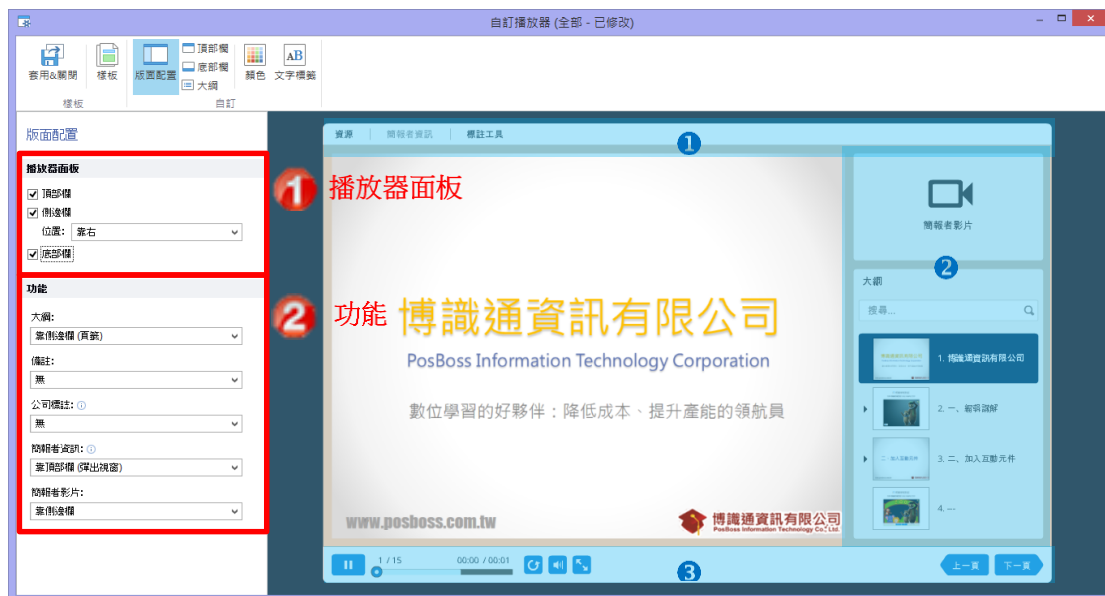 自訂播放器 (全部 - 已修改)
套用&關閉
樣板
版面配置
頂部欄
底部欄
大綱
顏色
AB
文字標籤
樣板
自訂
版面配置
播放器面板
頂部欄
側邊欄
位置: 靠右
底部欄
功能
大綱:
靠側邊欄 (頁籤)
備註:
無
公司標誌:
無
簡報者資訊:
靠頂部欄 (彈出視窗)
簡報者影片:
靠側邊欄
1 播放器面板
2 功能
資源 簡報者資訊 標註工具
1
博識通資訊有限公司
PosBoss Information Technology Corporation
數位學習的好夥伴：降低成本、提升產能的領航員
www.posboss.com.tw
博識通資訊有限公司
PosBoss Information Technology Co., Ltd.
簡報者影片
2
大綱
搜尋...
1. 博識通資訊有限公司
3. 二、加入互動元件
4. ...
1 / 15
00:00 / 00:01
3
上一頁
下一頁